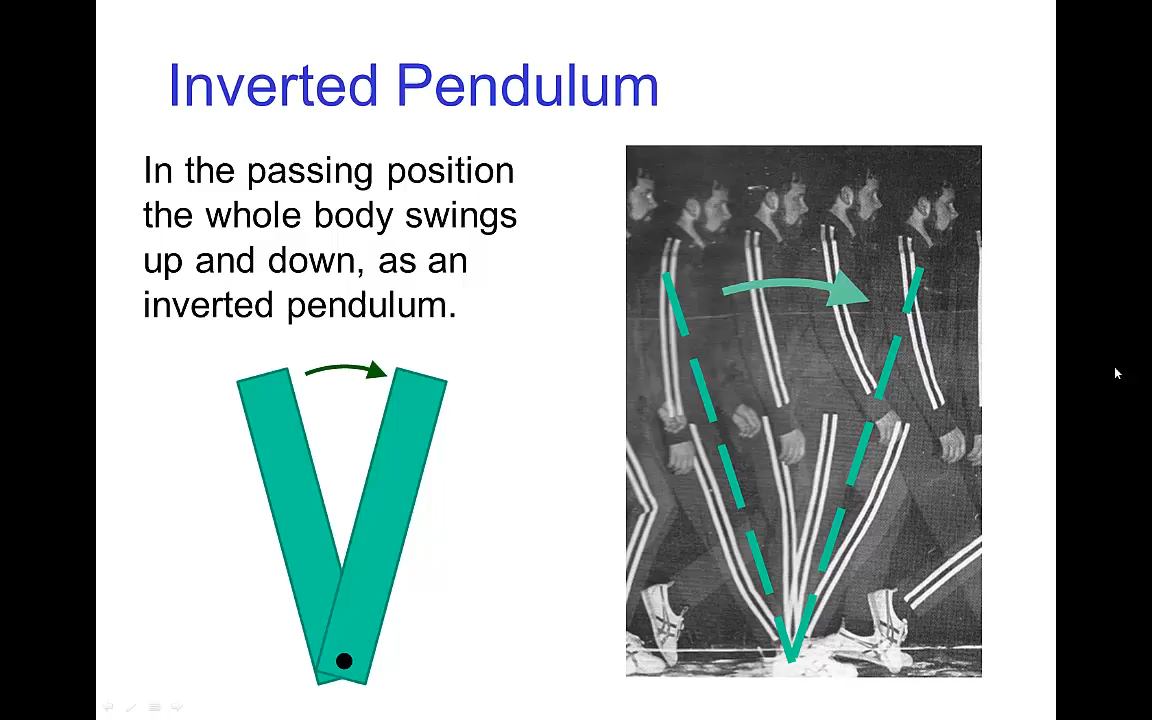 Inverted Pendulum
In the passing position
the whole body swings
up and down, as an
inverted pendulum.